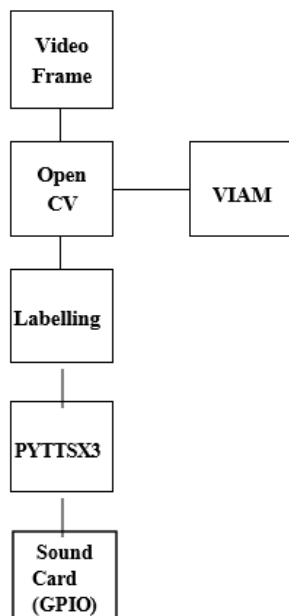 Video
Frame
Open
CV
VIAM
Labelling
PYTTSX3
Sound
Card
(GPIO)